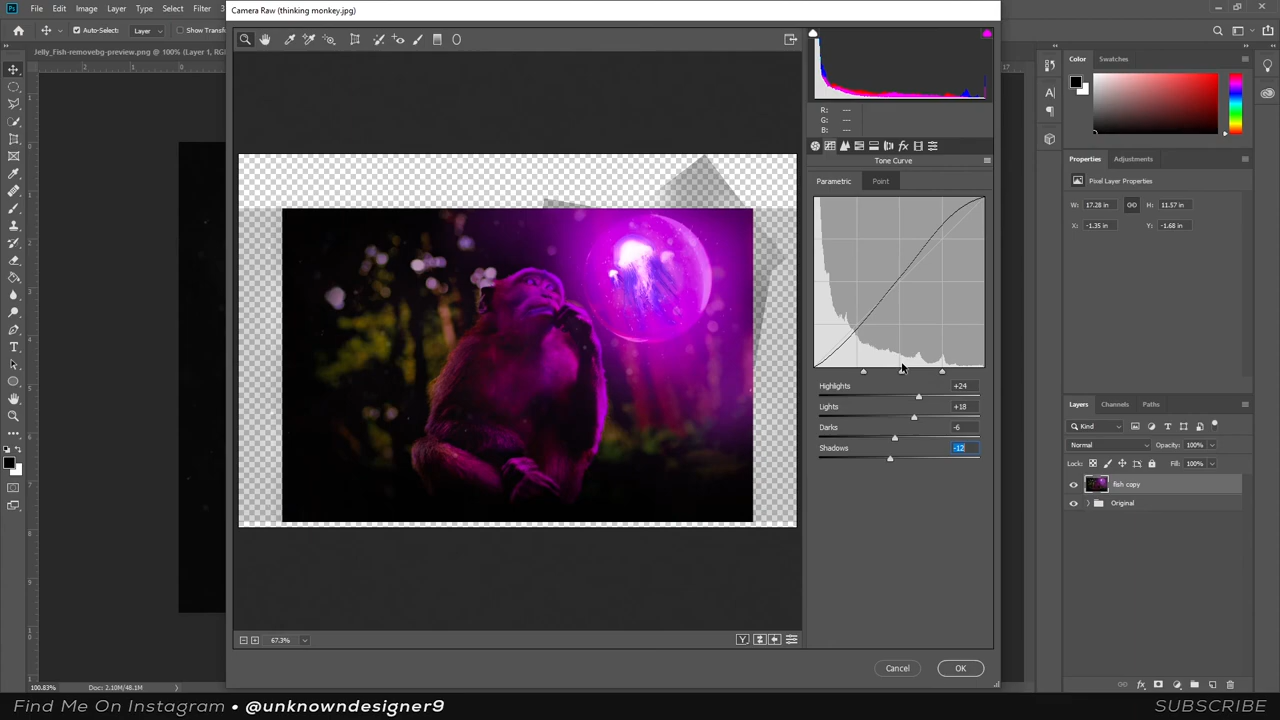 Camera Raw (thinking monkey.jpg)
File Edit Image Layer Type Select Filter
Auto-Select: Layer Show Transfo
Jelly_Fish-removebg-preview.png @ 100% (Layer 1, RG
R: ---
G: ---
B: ---
Tone Curve
Parametric Point
Highlights +24
Lights +18
Darks -6
Shadows -12
67.3%
Cancel OK
Color Swatches
Properties Adjustments
Pixel Layer Properties
W: 17.28 in H: 11.57 in
X: -1.35 in Y: -1.68 in
Layers Channels Paths
Kind
Normal Opacity: 100%
Lock: Fill: 100%
fish copy
Original
100.83% Doc: 2.10M/48.1M
Find Me On Instagram • @unknowndesigner9 SUBSCRIBE